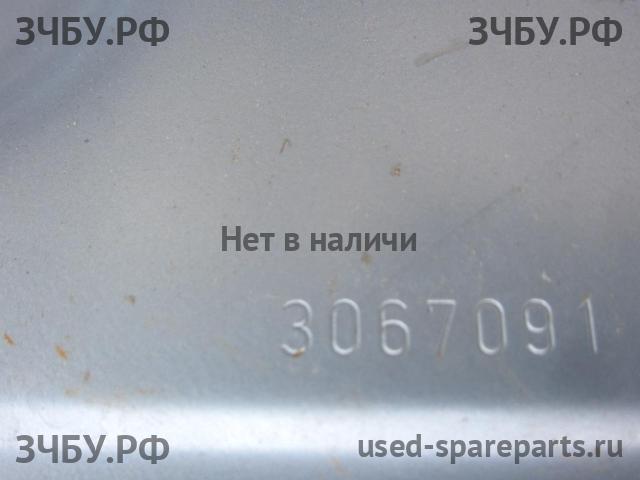 ЗЧБУ.РФ ЗЧБУ.РФ
Нет в наличи
3067091
ЗЧБУ.РФ used-spareparts.ru